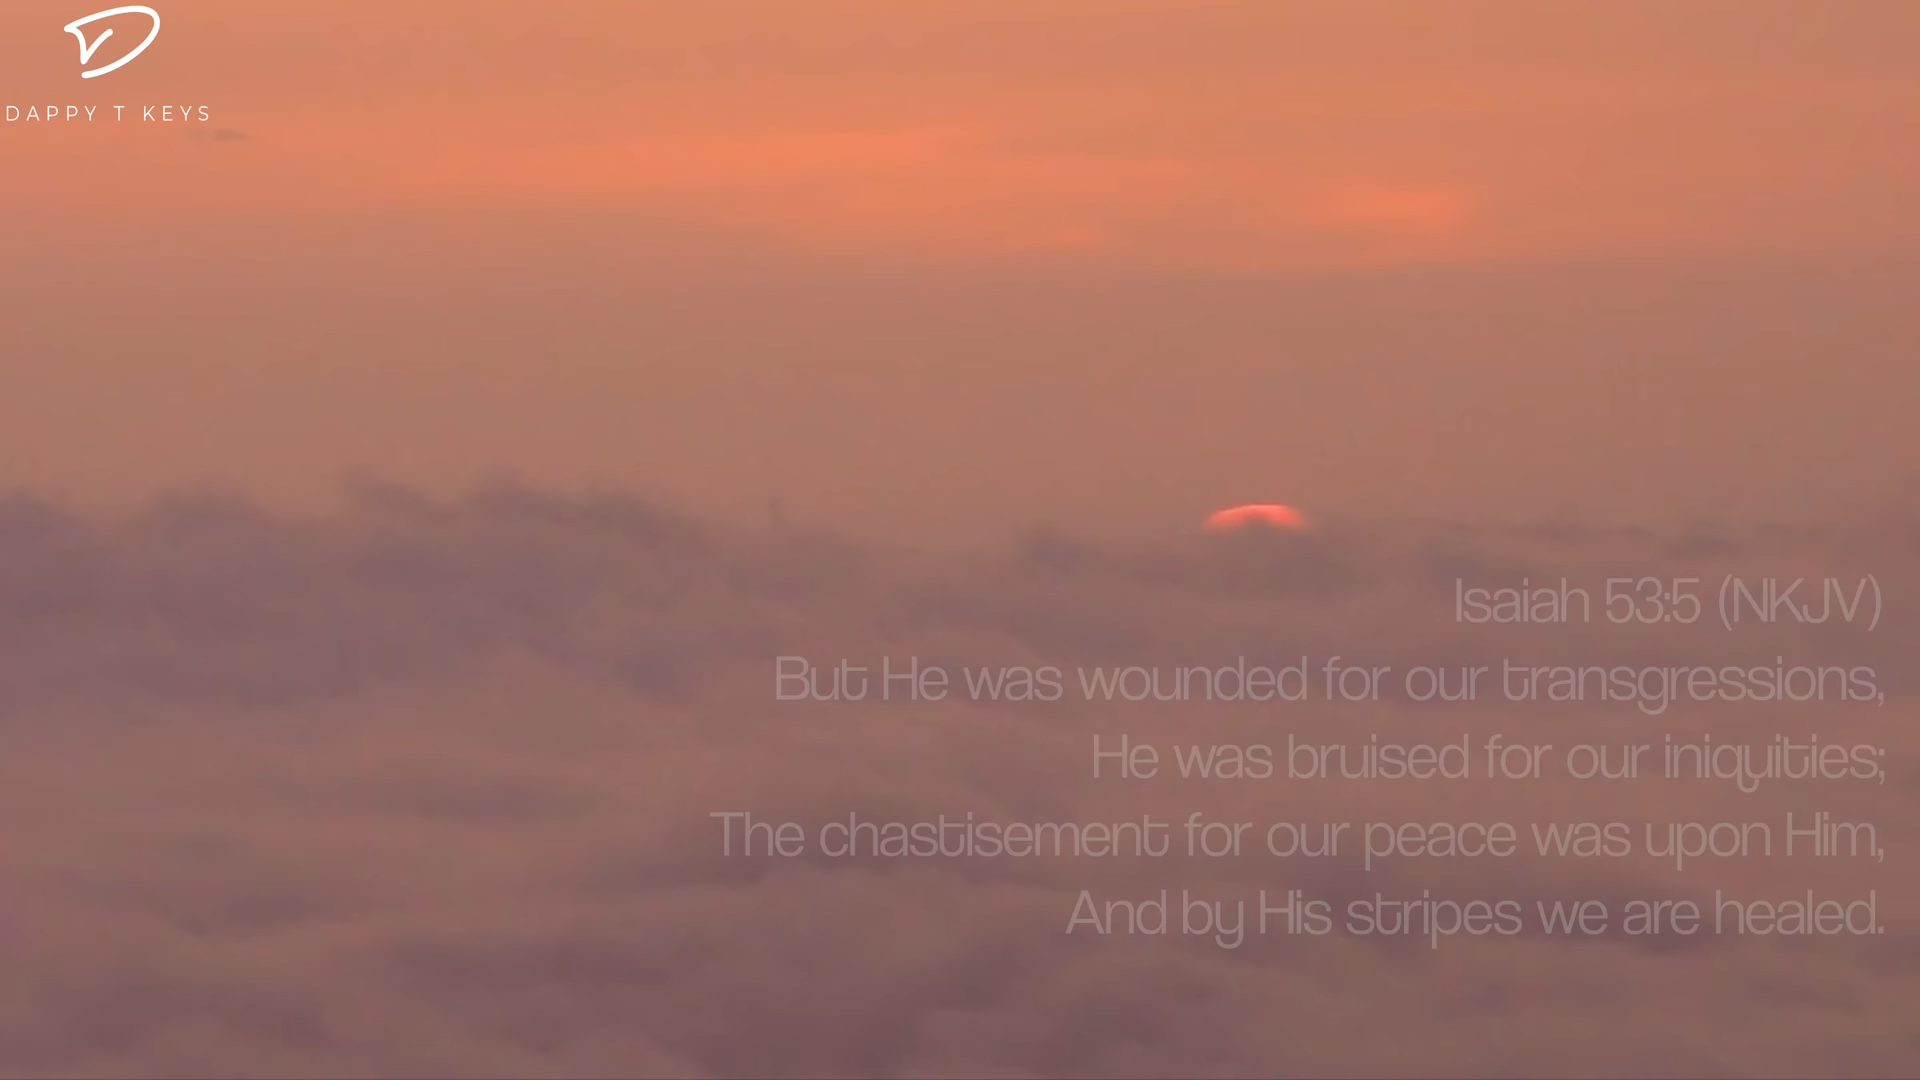 DAPPY T KEYS
Isaiah 53:5 (NKJV)
But He was wounded for our transgressions,
He was bruised for our iniquities;
The chastisement for our peace was upon Him,
And by His stripes we are healed.